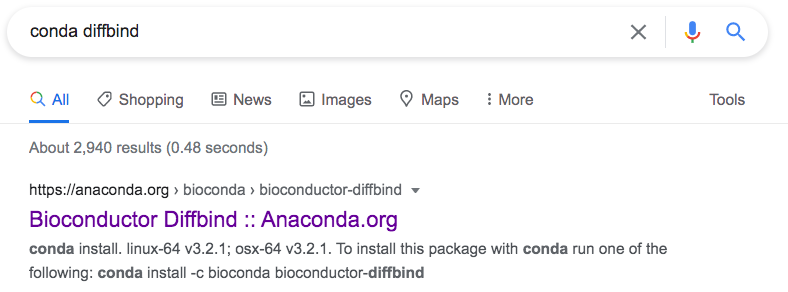 conda diffbind
All Shopping News Images Maps More Tools
About 2,940 results (0.48 seconds)
https://anaconda.org › bioconda › bioconductor-diffbind
Bioconductor Diffbind :: Anaconda.org
conda install. linux-64 v3.2.1; osx-64 v3.2.1. To install this package with conda run one of the
following: conda install -c bioconda bioconductor-diffbind